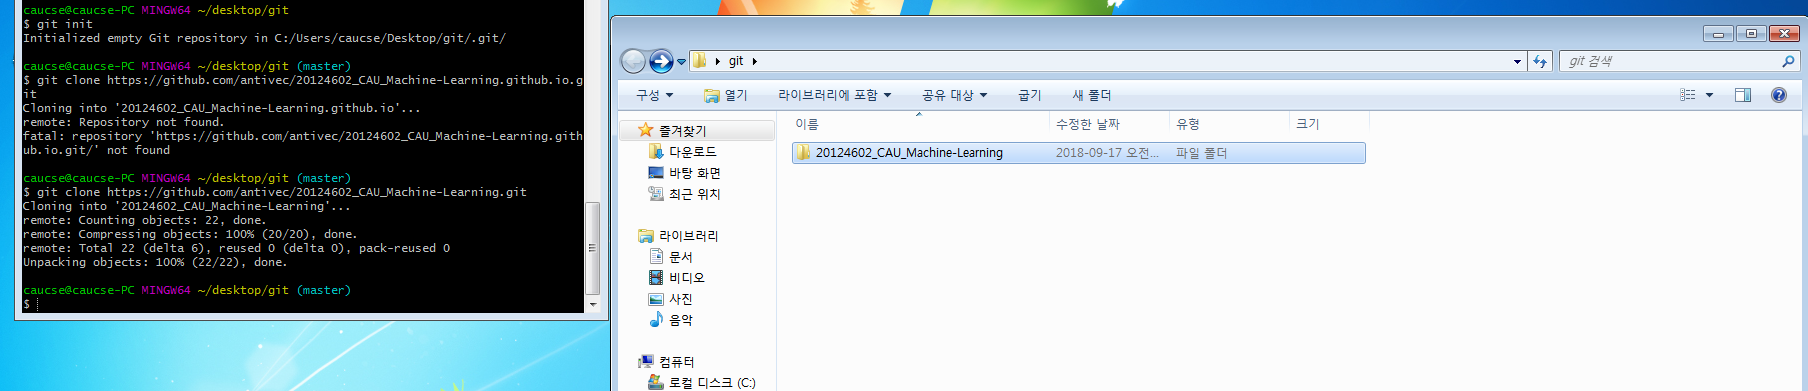 caucse@caucse-PC MINGW64 ~/desktop/git
$ git init
Initialized empty Git repository in C:/Users/caucse/Desktop/git/.git/
caucse@caucse-PC MINGW64 ~/desktop/git (master)
$ git clone https://github.com/antivec/20124602_CAU_Machine-Learning.github.io.g
it
Cloning into '20124602_CAU_Machine-Learning.github.io'...
remote: Repository not found.
fatal: repository 'https://github.com/antivec/20124602_CAU_Machine-Learning.gith
ub.io.git/' not found
caucse@caucse-PC MINGW64 ~/desktop/git (master)
$ git clone https://github.com/antivec/20124602_CAU_Machine-Learning.git
Cloning into '20124602_CAU_Machine-Learning'...
remote: Counting objects: 22, done.
remote: Compressing objects: 100% (20/20), done.
remote: Total 22 (delta 6), reused 0 (delta 0), pack-reused 0
Unpacking objects: 100% (22/22), done.
caucse@caucse-PC MINGW64 ~/desktop/git (master)
$
git
git 검색
구성 열기 라이브러리에 포함 공유 대상 굽기 새 폴더
즐겨찾기
다운로드
바탕 화면
최근 위치
라이브러리
문서
비디오
사진
음악
컴퓨터
로컬 디스크 (C:)
이름 수정한 날짜 유형 크기
20124602_CAU_Machine-Learning 2018-09-17 오전... 파일 폴더